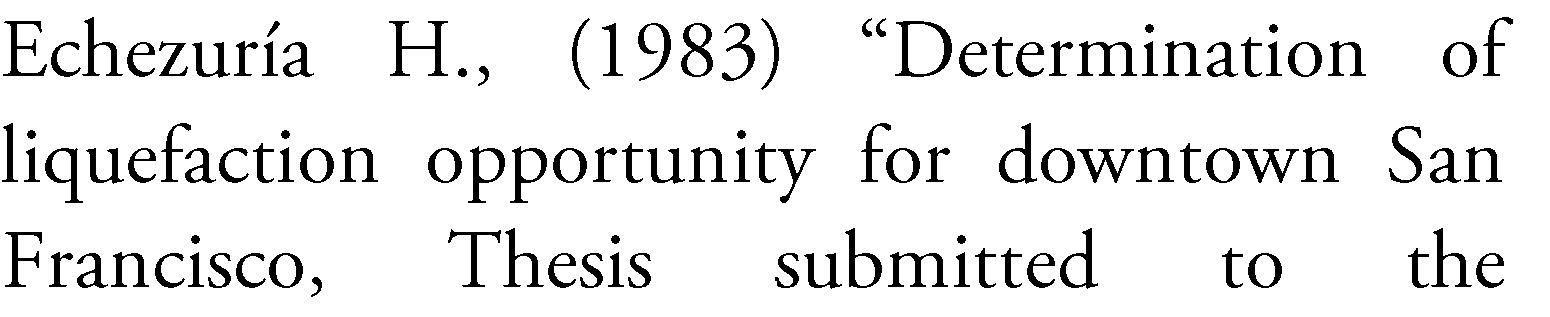 Echezuría H., (1983) “Determination of
liquefaction opportunity for downtown San
Francisco, Thesis submitted to the